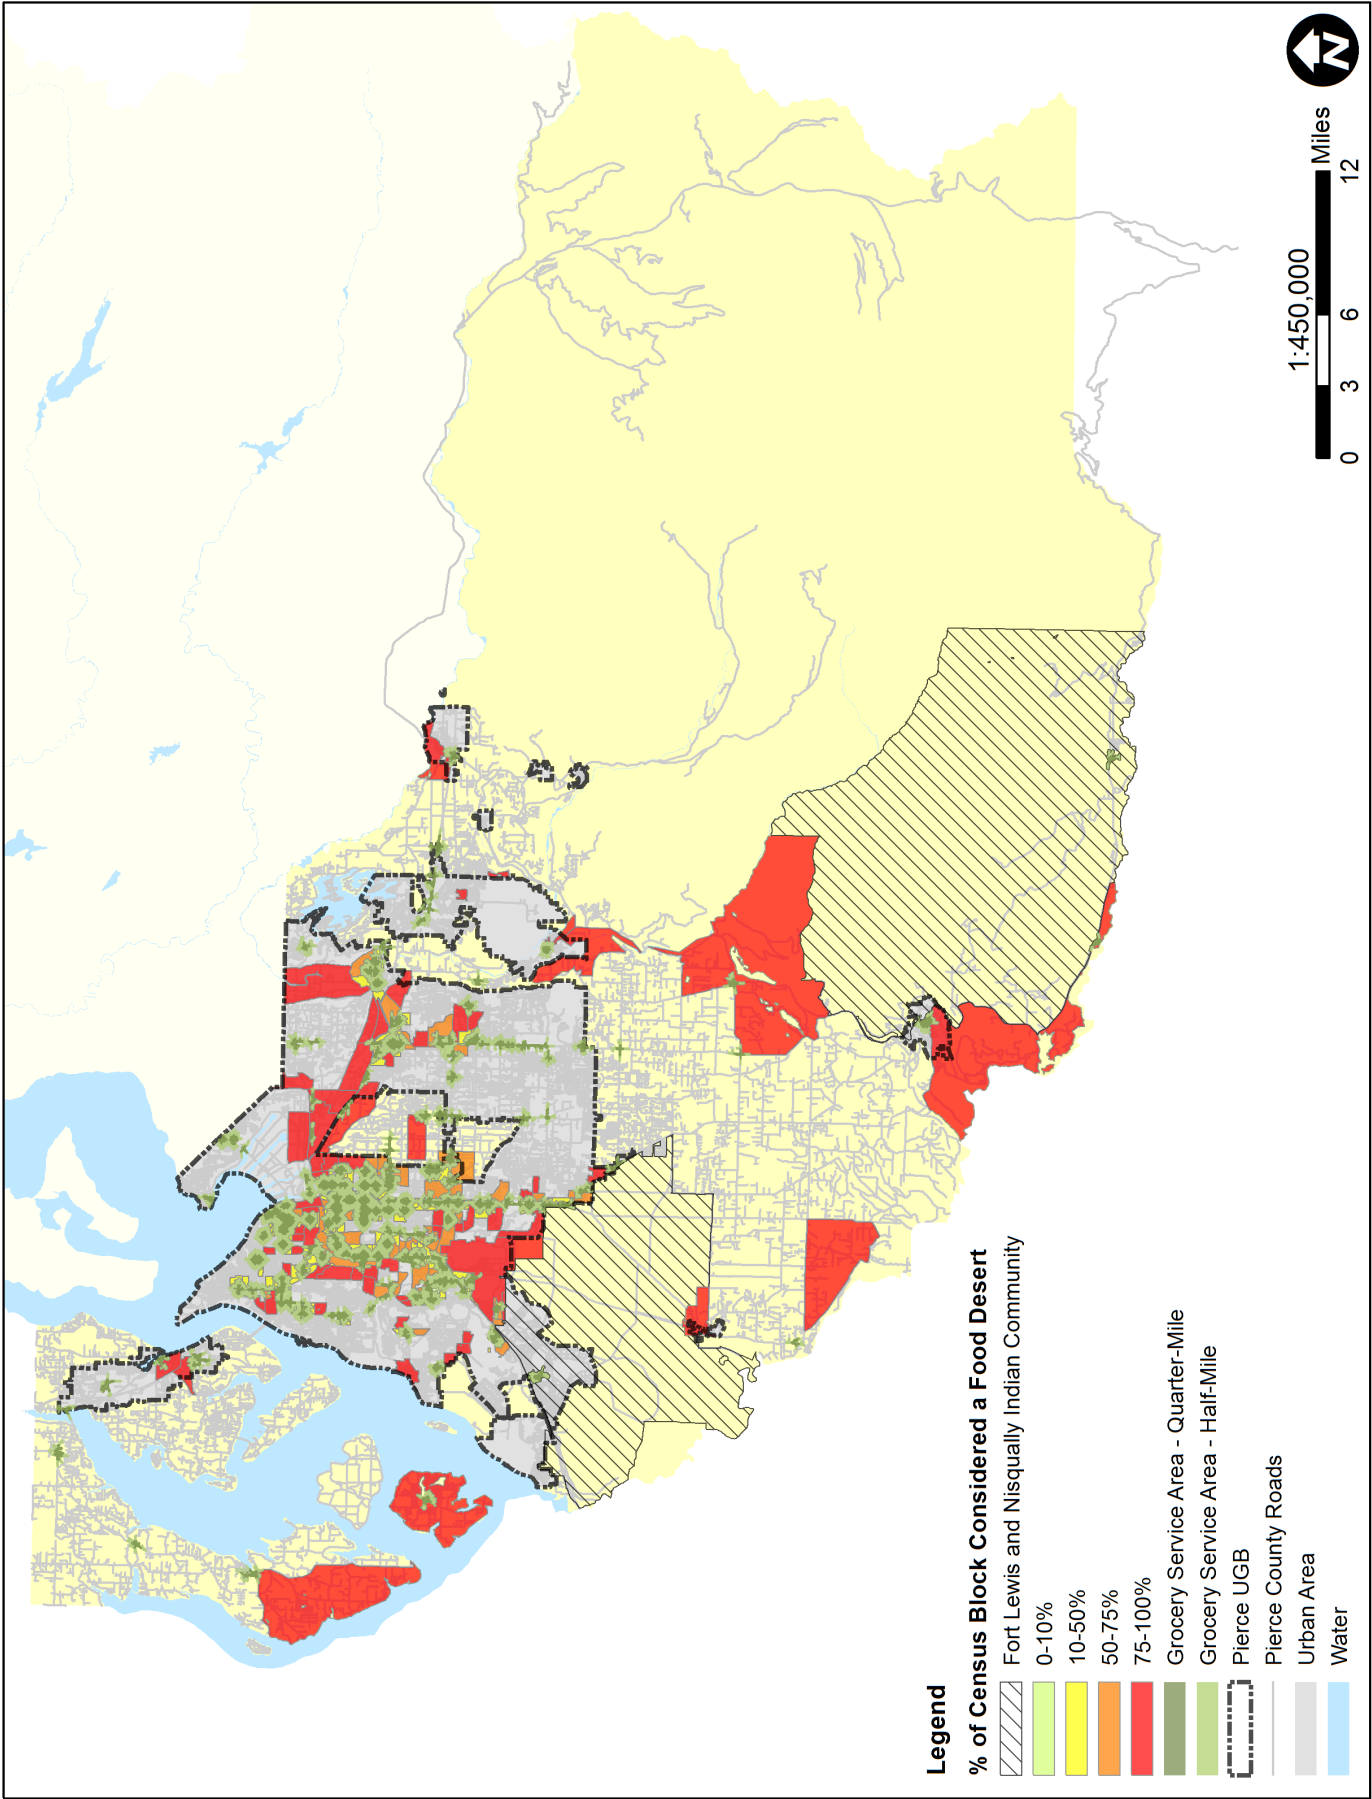 Legend
% of Census Block Considered a Food Desert
Fort Lewis and Nisqually Indian Community
0-10%
10-50%
50-75%
75-100%
Grocery Service Area - Quarter-Mile
Grocery Service Area - Half-Mile
Pierce UGB
Pierce County Roads
Urban Area
Water
1:450,000
Miles
0 3 6 12
N